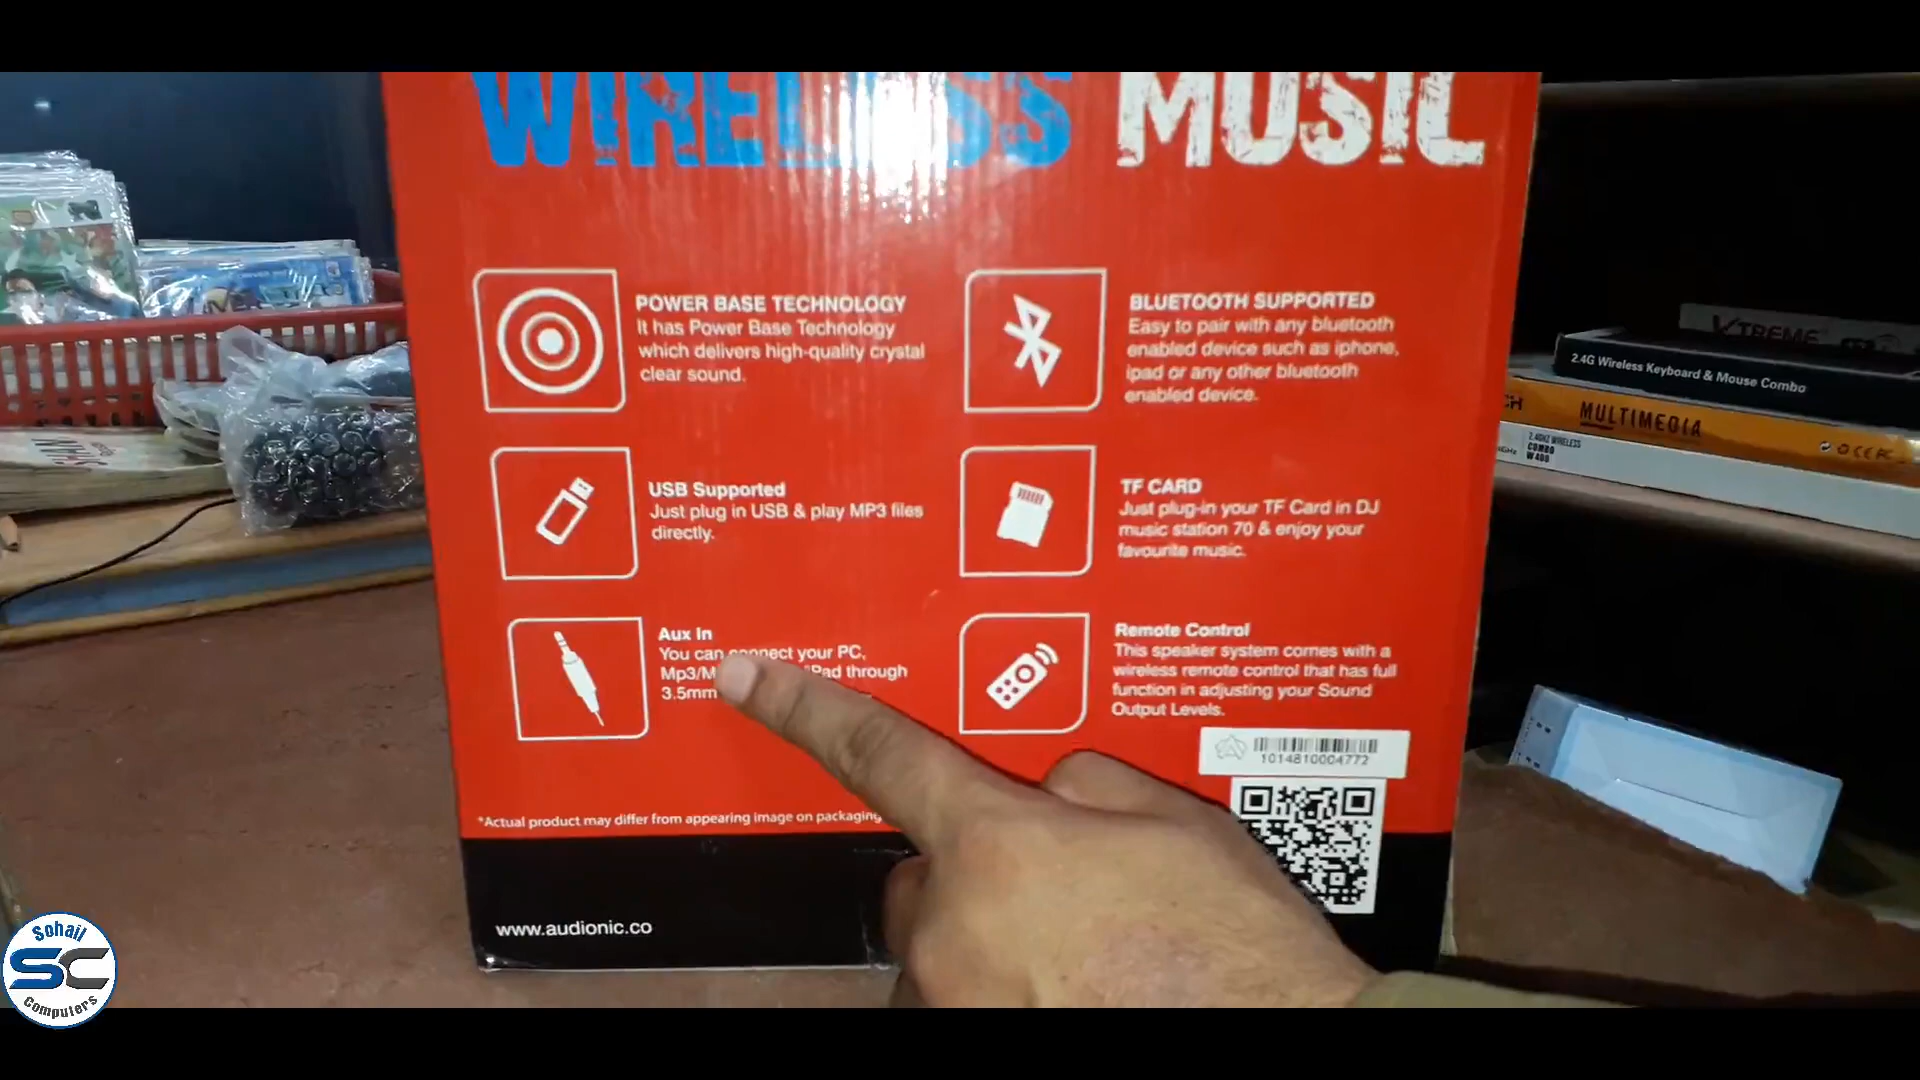 WIRELESS MUSIC
POWER BASE TECHNOLOGY
It has Power Base Technology
which delivers high-quality crystal
clear sound.
BLUETOOTH SUPPORTED
Easy to pair with any bluetooth
enabled device such as iphone,
ipad or any other bluetooth
enabled device.
USB Supported
Just plug in USB & play MP3 files
directly.
TF CARD
Just plug-in your TF Card in DJ
music station 70 & enjoy your
favourite music.
Aux In
You can connect your PC,
through
3.5mm
Remote Control
This speaker system comes with a
wireless remote control that has full
function in adjusting your Sound
Output Levels.
1014810004772
*Actual product may differ from appearing image on packaging
www.audionic.co
XTREME
2.4G Wireless Keyboard & Mouse Combo
MULTIMEDIA
2.4GHZ WIRELESS
COMBO
W 400
Sohail
SC
Computers